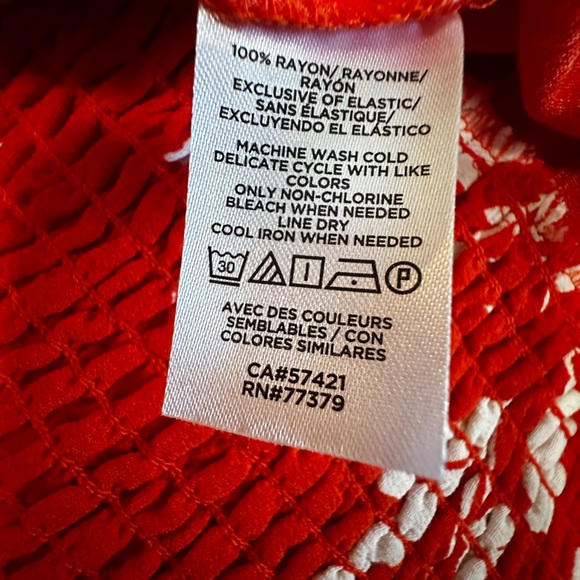 100% RAYON/ RAYONNE/
RAYÓN
EXCLUSIVE OF ELASTIC/
SANS ÉLASTIQUE/
EXCLUYENDO EL ELÁSTICO
MACHINE WASH COLD
DELICATE CYCLE WITH LIKE
COLORS
ONLY NON-CHLORINE
BLEACH WHEN NEEDED
LINE DRY
COOL IRON WHEN NEEDED
30 P
AVEC DES COULEURS
SEMBLABLES / CON
COLORES SIMILARES
CA#57421
RN#77379